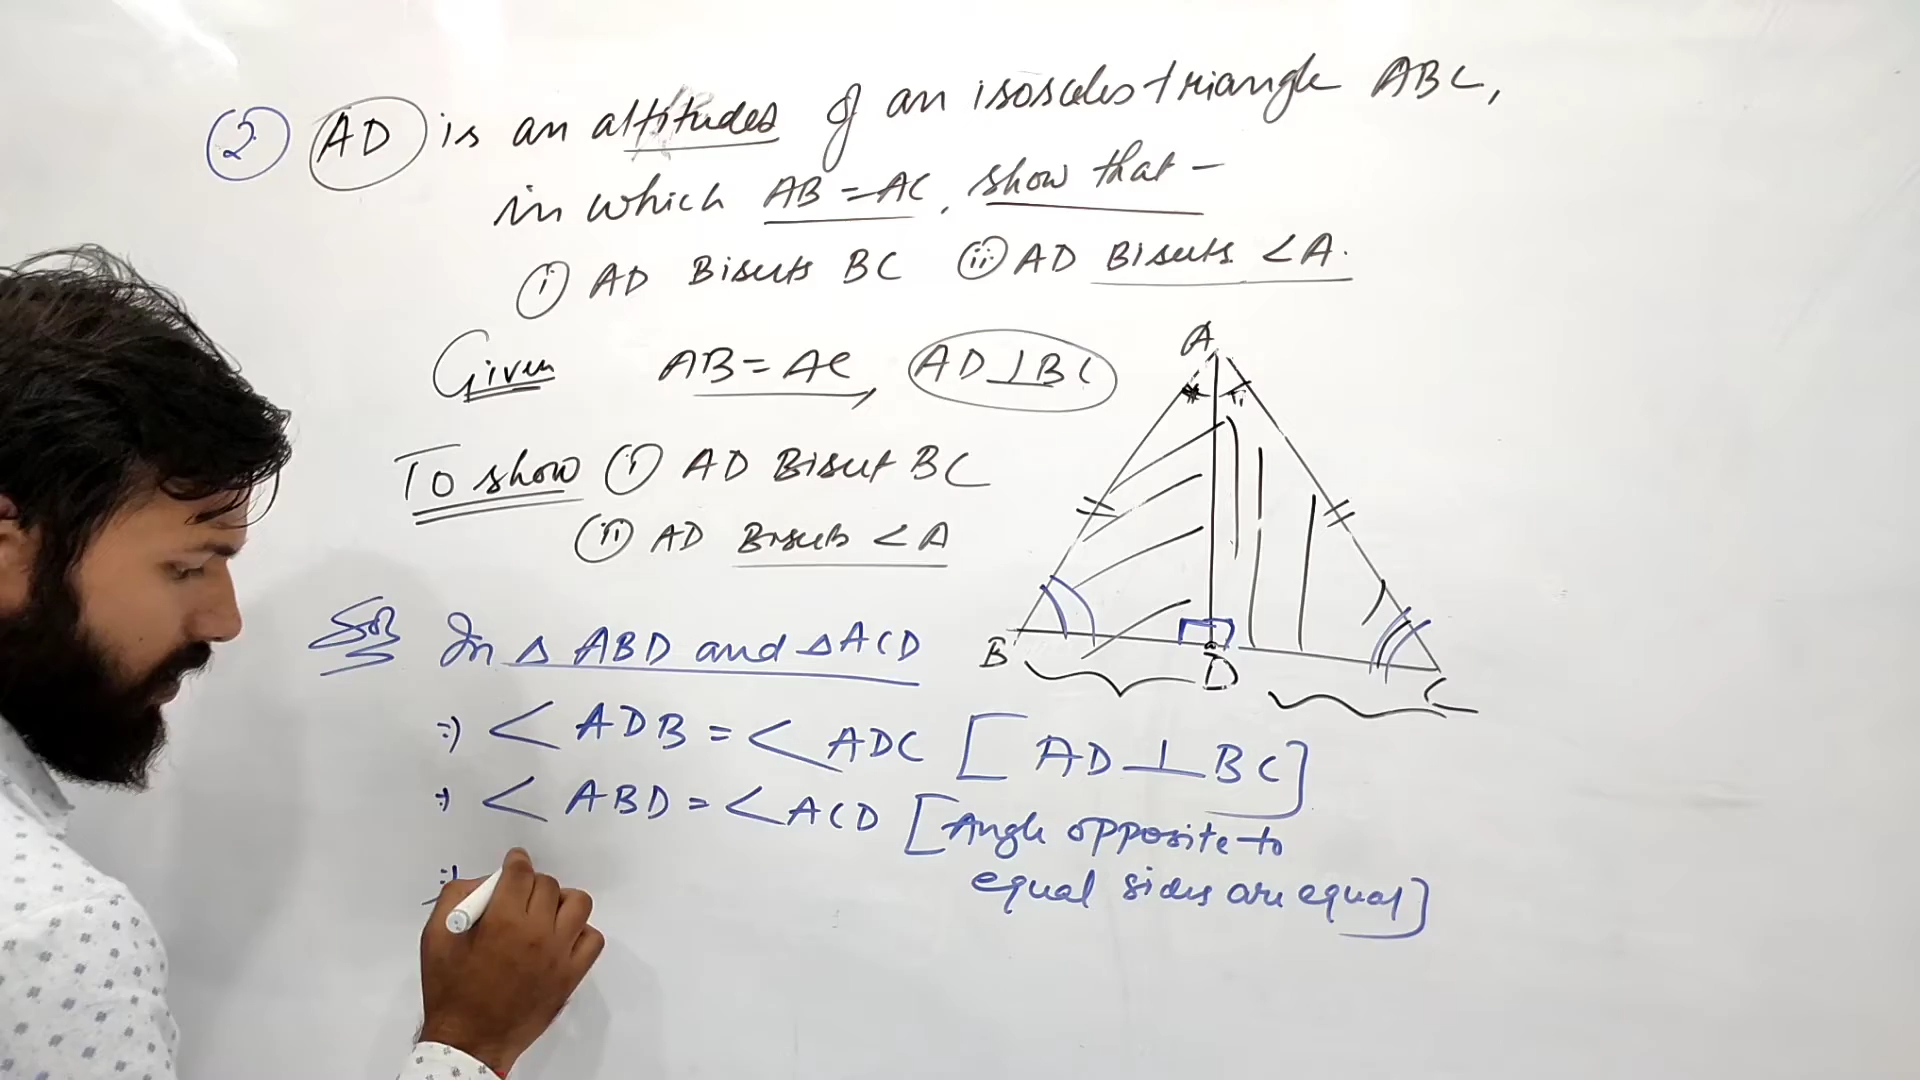 ② AD is an altitudes of an isosceles triangle ABC,
in which AB = AC, show that -
(i) AD Bisects BC (ii) AD Bisects <A.
Given AB = AC, AD ⊥ BC
To show (i) AD Bisect BC
(ii) AD Bisects <A
Sol In △ ABD and △ ACD
⇒ < ADB = < ADC [ AD ⊥ BC ]
⇒ < ABD = < ACD [ Angle opposite to
equal sides are equal ]
A
B
D
C